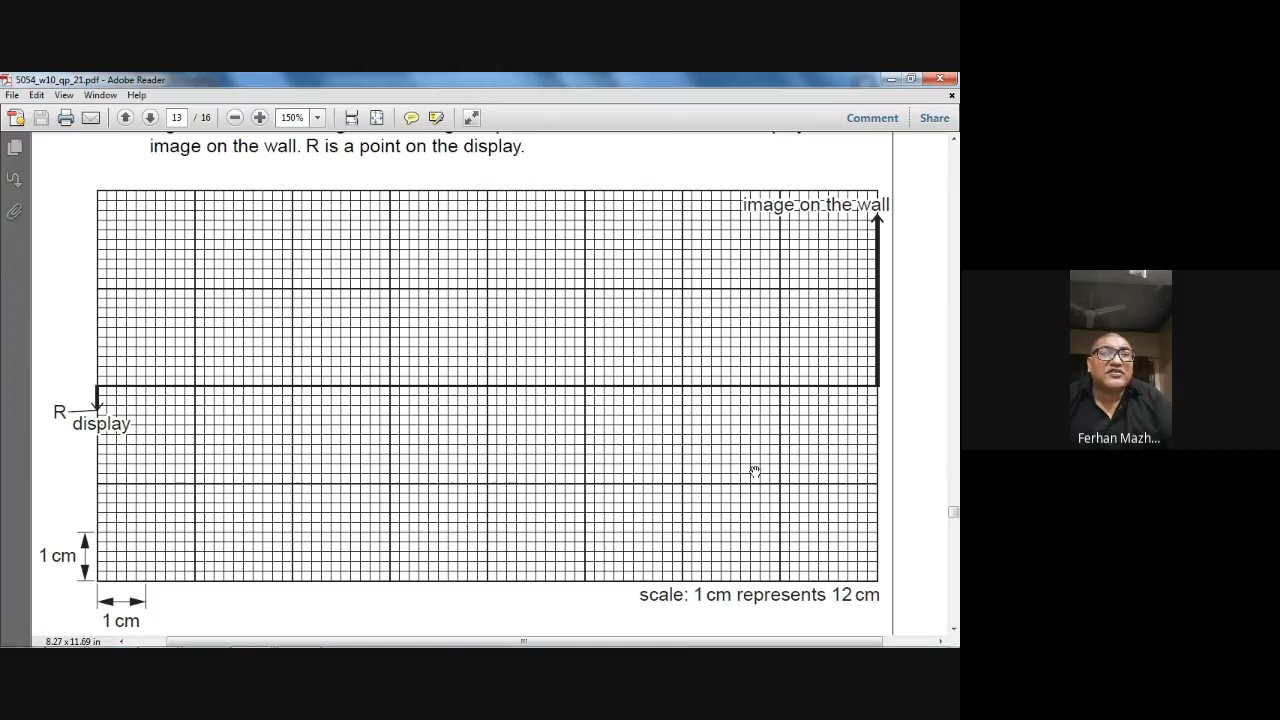 5054_w10_qp_21.pdf - Adobe Reader
File Edit View Window Help
13 / 16 150% Comment Share
image on the wall. R is a point on the display.
image on the wall
R
display
1 cm
scale: 1 cm represents 12 cm
1 cm
8.27 x 11.69 in
Ferhan Mazh...